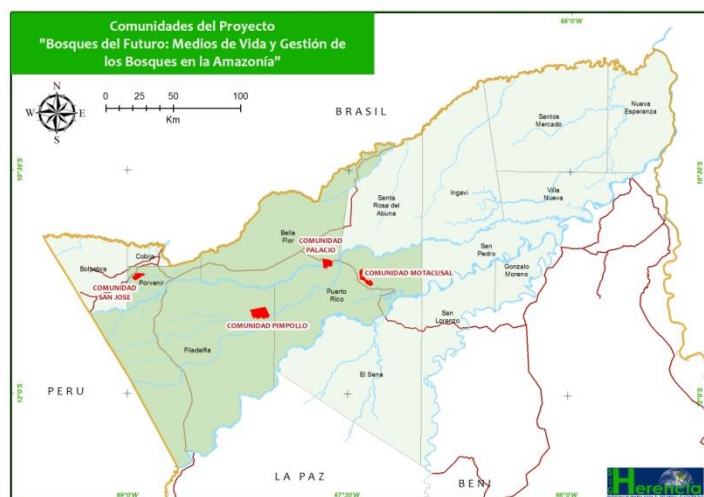 Comunidades del Proyecto
"Bosques del Futuro: Medios de Vida y Gestión de
los Bosques en la Amazonía"
66°0'W
N
W E
S
0 25 50 100
Km
BRASIL
Nueva
Esperanza
Santos
Mercado
10°30'S
10°30'S
Santa
Rosa del
Abuna
Ingavi
Villa
Nueva
Bella
Flor
COMUNIDAD
PALACIO
San
Pedro
Cobija
Bolpebra
COMUNIDAD MOTACUSAL
Gonzalo
Moreno
COMUNIDAD
SAN JOSE
Porvenir
Puerto
Rico
San
Lorenzo
COMUNIDAD PIMPOLLO
Filadelfia
El Sena
PERU
12°0'S
12°0'S
LA PAZ
BENI
Herencia
69°0'W
67°30'W
66°0'W